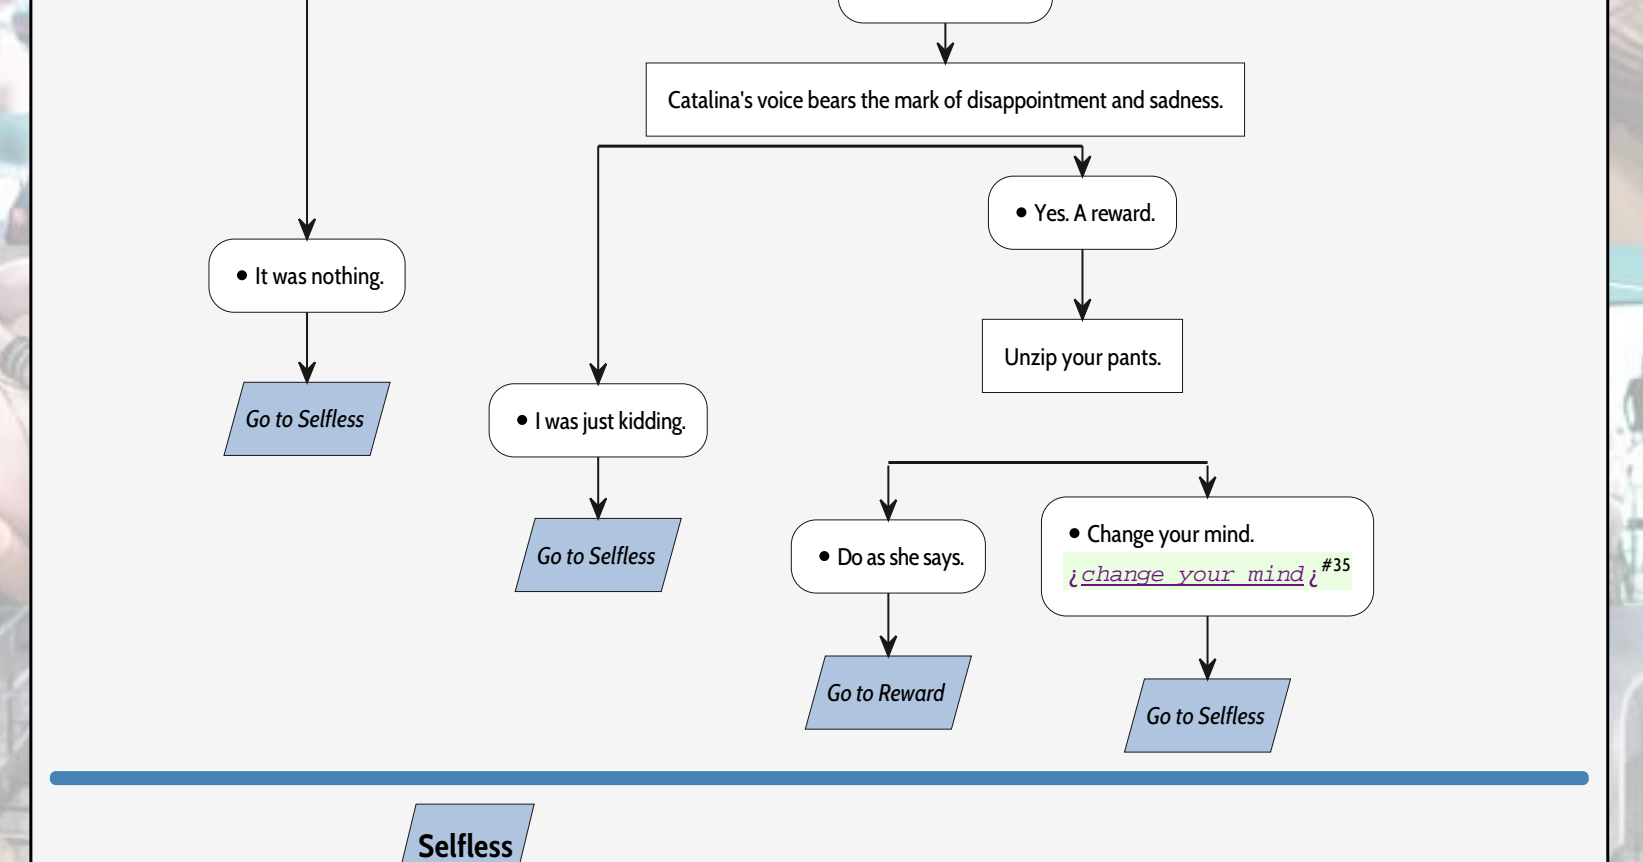 Catalina's voice bears the mark of disappointment and sadness.
• Yes. A reward.
• It was nothing.
Unzip your pants.
Go to Selfless
• I was just kidding.
Go to Selfless
• Do as she says.
• Change your mind.
¿change your mind¿#35
Go to Reward
Go to Selfless
Selfless